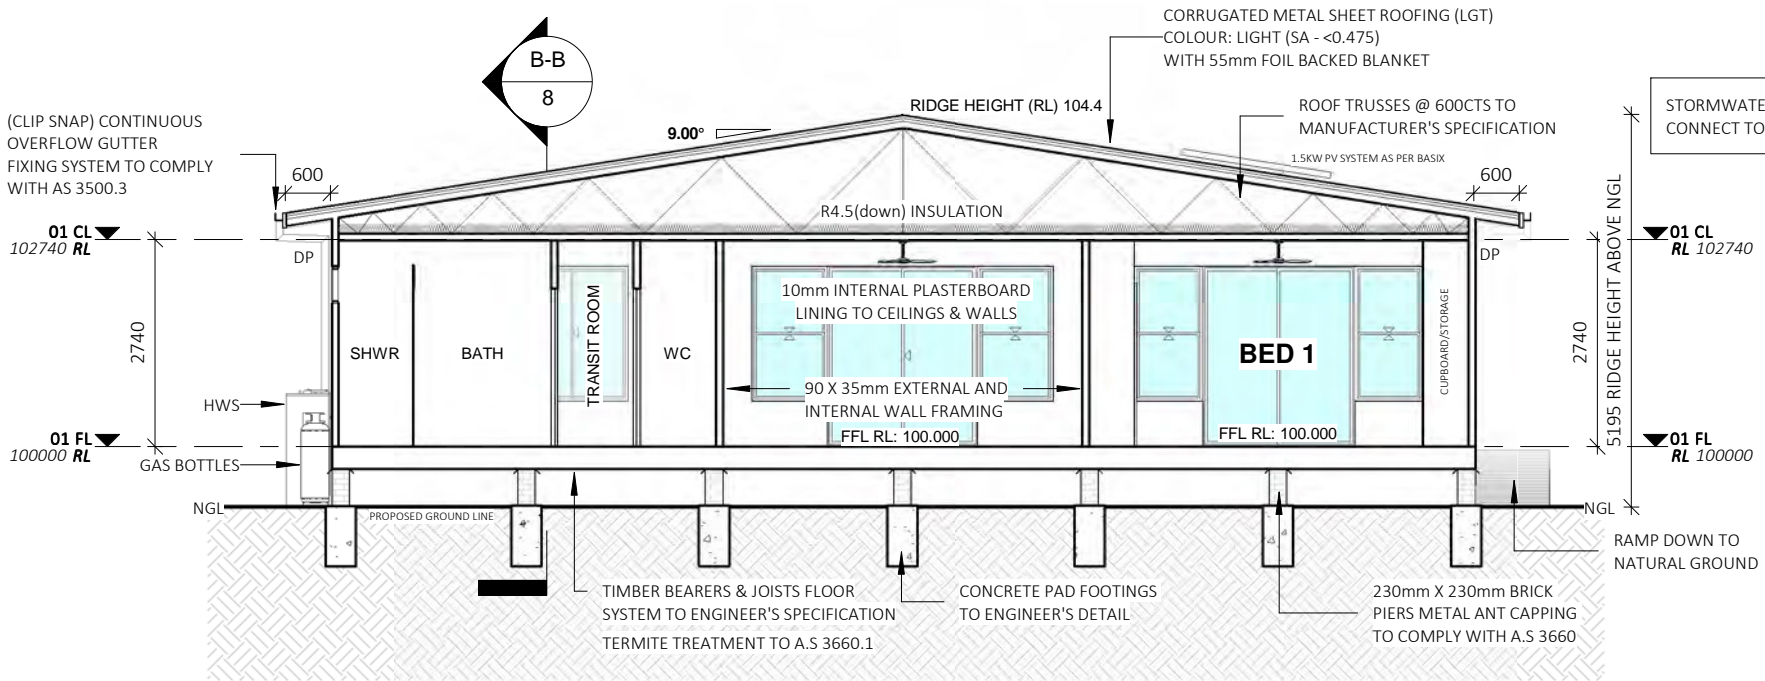 CORRUGATED METAL SHEET ROOFING (LGT)
COLOUR: LIGHT (SA - <0.475)
WITH 55mm FOIL BACKED BLANKET
B-B
8
(CLIP SNAP) CONTINUOUS
OVERFLOW GUTTER
FIXING SYSTEM TO COMPLY
WITH AS 3500.3
RIDGE HEIGHT (RL) 104.4
9.00°
ROOF TRUSSES @ 600CTS TO
MANUFACTURER'S SPECIFICATION
1.5KW PV SYSTEM AS PER BASIX
STORMWATE
CONNECT TO
600
600
R4.5(down) INSULATION
01 CL
102740 RL
01 CL
RL 102740
DP
DP
2740
2740
5195 RIDGE HEIGHT ABOVE NGL
10mm INTERNAL PLASTERBOARD
LINING TO CEILINGS & WALLS
SHWR
BATH
TRANSIT ROOM
WC
BED 1
CUPBOARD/STORAGE
90 X 35mm EXTERNAL AND
INTERNAL WALL FRAMING
FFL RL: 100.000
FFL RL: 100.000
HWS
01 FL
100000 RL
01 FL
RL 100000
GAS BOTTLES
NGL
PROPOSED GROUND LINE
NGL
RAMP DOWN TO
NATURAL GROUND
TIMBER BEARERS & JOISTS FLOOR
SYSTEM TO ENGINEER'S SPECIFICATION
TERMITE TREATMENT TO A.S 3660.1
CONCRETE PAD FOOTINGS
TO ENGINEER'S DETAIL
230mm X 230mm BRICK
PIERS METAL ANT CAPPING
TO COMPLY WITH A.S 3660